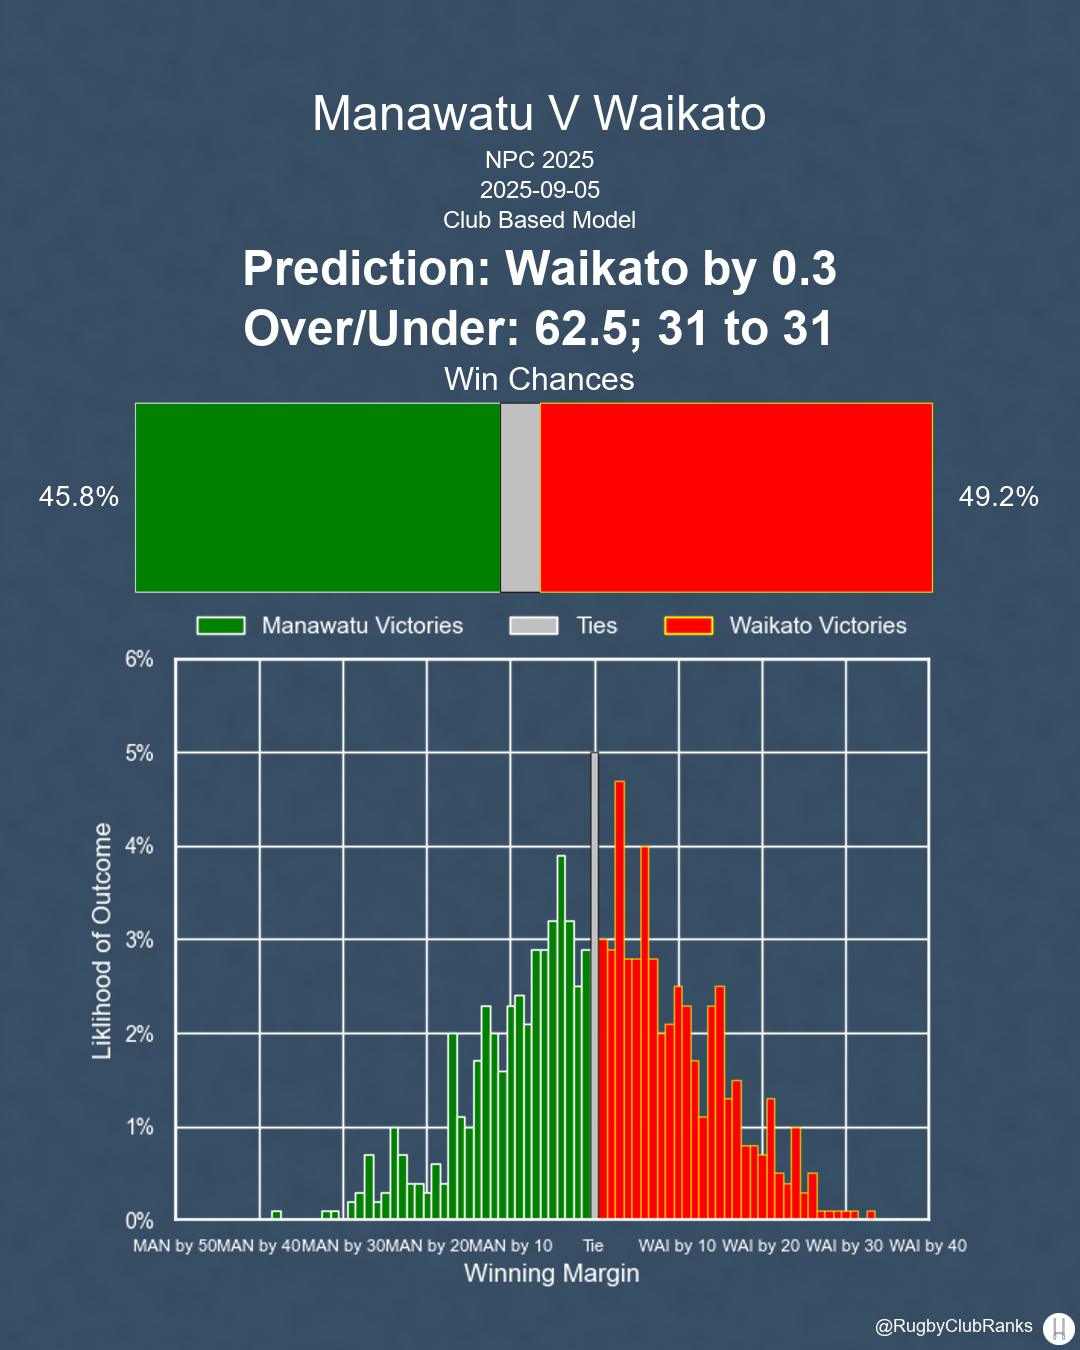 Manawatu V Waikato
NPC 2025
2025-09-05
Club Based Model
Prediction: Waikato by 0.3
Over/Under: 62.5; 31 to 31
Win Chances
45.8%
49.2%
Manawatu Victories
Ties
Waikato Victories
6%
5%
4%
3%
2%
1%
0%
Liklihood of Outcome
MAN by 50
MAN by 40
MAN by 30
MAN by 20
MAN by 10
Tie
WAI by 10
WAI by 20
WAI by 30
WAI by 40
Winning Margin
@RugbyClubRanks